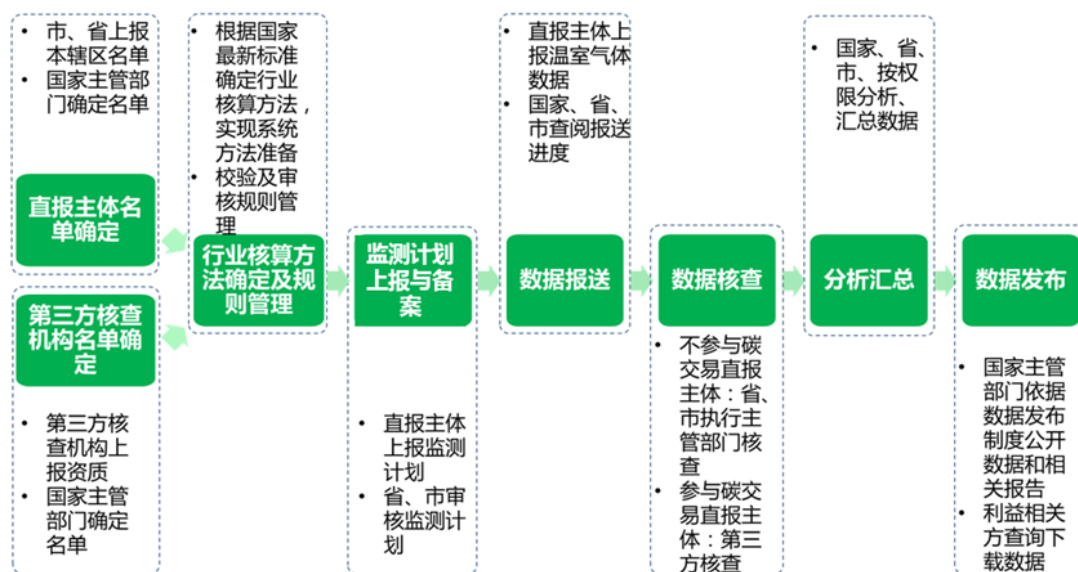 • 市、省上报
本辖区名单
• 国家主管部
门确定名单
直报主体名
单确定
第三方核查
机构名单确
定
• 第三方核
查机构上
报资质
• 国家主管
部门确定
名单
• 根据国家
最新标准
确定行业
核算方法，
实现系统
方法准备
• 校验及审
核规则管
理
行业核算方
法确定及规
则管理
监测计划
上报与备
案
• 直报主体
上报监测
计划
• 省、市审
核监测计
划
• 直报主体上
报温室气体
数据
• 国家、省、
市查阅报送
进度
数据报送
数据核查
• 不参与碳
交易直报
主体：省、
市执行主
管部门核
查
• 参与碳交
易直报主
体：第三
方核查
• 国家、省、
市、按权
限分析、
汇总数据
分析汇总
数据发布
• 国家主管
部门依据
数据发布
制度公开
数据和相
关报告
• 利益相关
方查询下
载数据